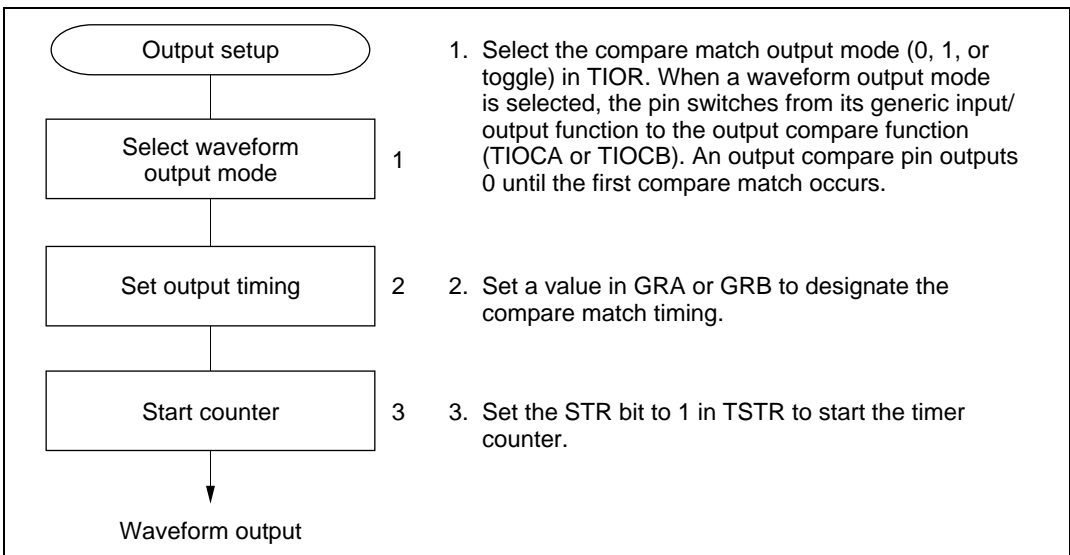 Output setup
Select waveform
output mode
1
1. Select the compare match output mode (0, 1, or
toggle) in TIOR. When a waveform output mode
is selected, the pin switches from its generic input/
output function to the output compare function
(TIOCA or TIOCB). An output compare pin outputs
0 until the first compare match occurs.
Set output timing
2
2. Set a value in GRA or GRB to designate the
compare match timing.
Start counter
3
3. Set the STR bit to 1 in TSTR to start the timer
counter.
Waveform output